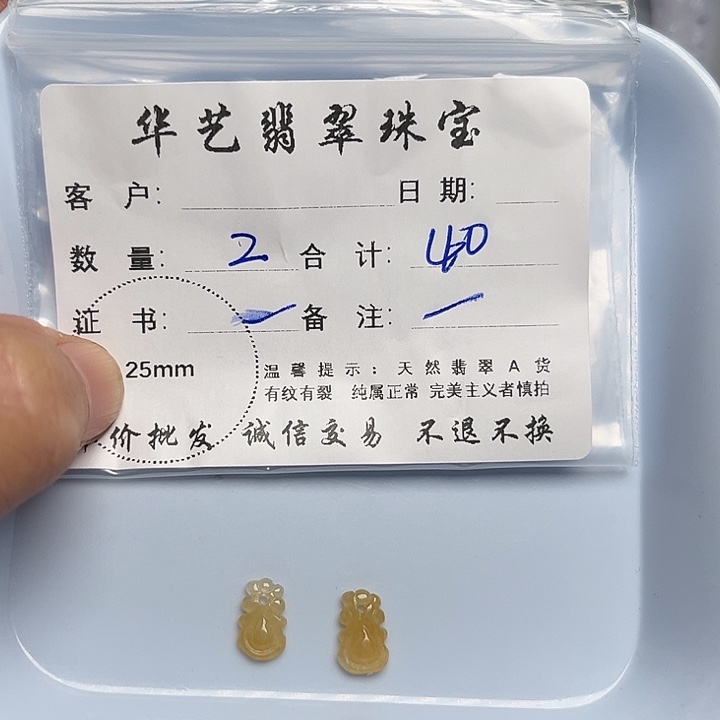 华艺翡翠珠宝
客 户: 日 期:
数 量: 2 合 计: 40
证 书: 备 注:
25mm 温馨提示：天然翡翠A货
有纹有裂 纯属正常 完美主义者慎拍
价批发 诚信交易 不退不换